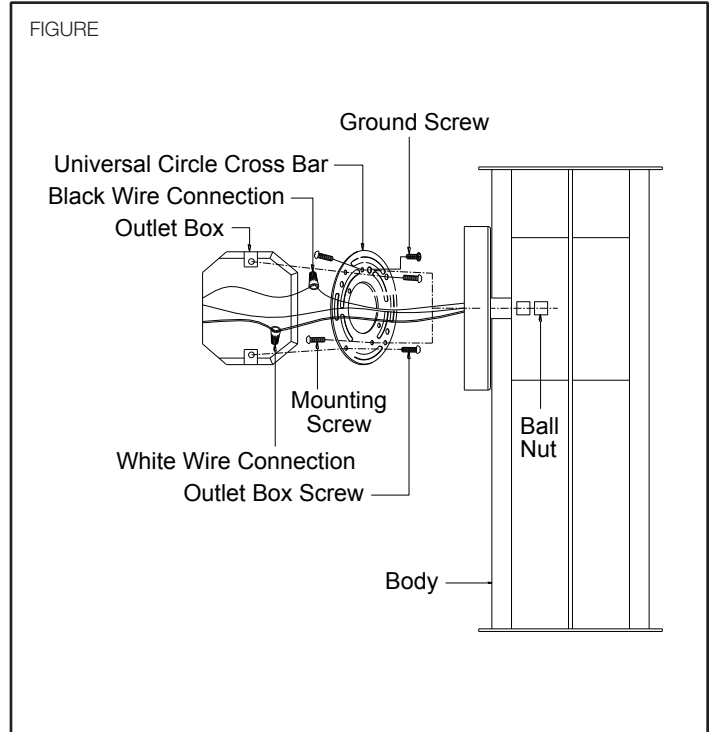 FIGURE
Ground Screw
Universal Circle Cross Bar
Black Wire Connection
Outlet Box
Mounting
Screw
Ball
Nut
White Wire Connection
Outlet Box Screw
Body